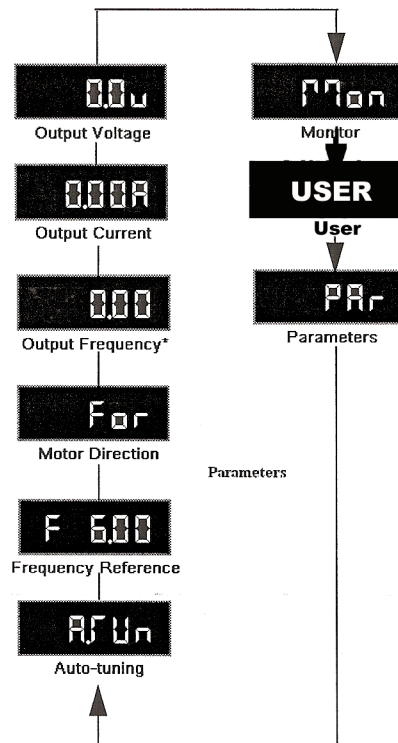 0.0u
Output Voltage
0.00A
Output Current
0.00
Output Frequency*
For
Motor Direction
F 6.00
Frequency Reference
A.TUn
Auto-tuning
Mon
Monitor
USER
User
PAr
Parameters
Parameters